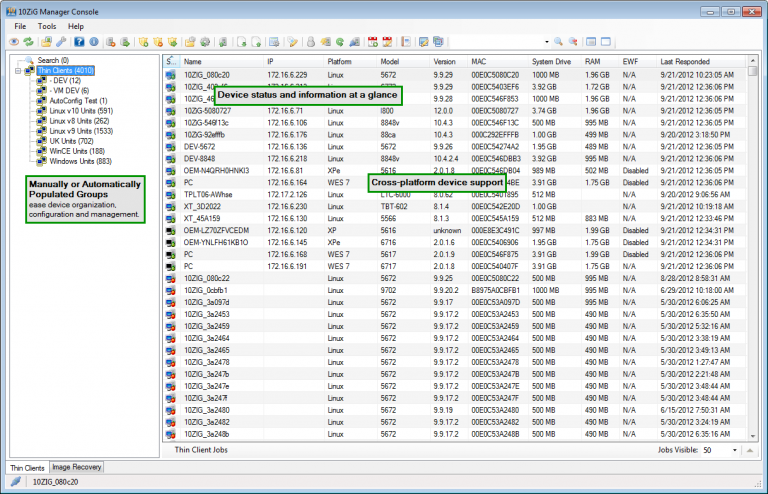 10ZiG Manager Console
File Tools Help
Search (0)
Thin Clients (4010)
- DEV (12)
- VM DEV (6)
AutoConfig Test (1)
Linux v10 Units (591)
Linux v8 Units (262)
Linux v9 Units (1533)
UK Units (702)
WinCE Units (188)
Windows Units (883)
Manually or Automatically
Populated Groups
ease device organization,
configuration and management.
S... Name IP Platform Model Version MAC System Drive RAM EWF Last Responded
10ZIG_080c20 172.16.6.229 Linux 5672 9.9.29 00E0C5080C20 1000 MB 1.96 GB N/A 9/21/2012 10:23:05 AM
Linux 9.9.29 00E0C5403EF6 3.92 GB 1.72 GB N/A 9/21/2012 12:36:06 PM
Device status and information at a glance
9.9.28 00E0C546F853 1000 MB 1.96 GB N/A 9/21/2012 12:36:06 PM
10ZIG-5080727 172.16.6.71 Linux I800 12.0.0 00E0C5080727 3.74 GB 1.96 GB N/A 9/21/2012 12:36:06 PM
10ZIG-546f13c 172.16.6.106 Linux 8848v 10.4.3 00E0C546F13C 500 MB 995 MB N/A 9/21/2012 12:36:05 PM
10ZIG-92efffb 172.16.6.176 Linux 88ca 10.4.3 000C292EFFFB 1.00 GB 499 MB N/A 9/20/2012 3:18:50 PM
DEV-5672 172.16.6.136 Linux 5672 9.9.26 00E0C54274A2 1.95 GB 489 MB N/A 9/21/2012 12:36:06 PM
DEV-8848 172.16.6.218 Linux 8848v 10.4.2.4 00E0C546DBB3 3.92 GB 995 MB N/A 9/21/2012 12:36:06 PM
OEM-N4QRH0HNKI3 172.16.6.81 XPe 5616 2.0.1.8 00E0C546DB04 989 MB 502 MB Disabled 9/21/2012 12:36:06 PM
PC 172.16.6.164 WES 7 4BE 3.91 GB 1.75 GB Disabled 9/21/2012 12:36:06 PM
Cross-platform device support
TPLT06-AWhse 172.17.2.126 Linux LTC-6000 8.0.62 00E0C5401895 512 MB N/A 9/20/2012 9:06:56 AM
XT_3D2022 172.16.6.230 Linux TBT-602 8.1.4 00E0C542E20D 1.00 GB N/A 9/21/2012 10:19:18 AM
XT_45A159 172.16.6.130 Linux 5566 8.1.3 00E0C545A159 512 MB 883 MB N/A 9/21/2012 12:33:46 PM
OEM-LZ70ZFVCEDM 172.16.6.120 XP 5616 unknown 000E8E3C491C 997 MB Disabled 9/21/2012 12:34:31 PM
OEM-YNLFH61KB1O 172.16.6.145 XPe 6716 2.0.1.6 00E0C5406906 1.95 GB 1.75 GB Disabled 9/21/2012 12:34:31 PM
PC 172.16.6.168 WES 7 6617 2.0.1.9 00E0C546F875 3.91 GB 1.99 GB Disabled 9/21/2012 12:36:06 PM
PC 172.16.6.191 WES 7 6717 2.0.1.8 00E0C540407F 3.91 GB 1.75 GB N/A 9/21/2012 12:36:06 PM
10ZIG_080c22 Linux 5672 9.9.25 00E0C5080C22 500 MB 995 MB N/A 8/28/2012 8:58:31 AM
10ZIG_0cbfb1 Linux 9702 9.9.20.2 B8975A0CBFB1 1000 MB 995 MB N/A 6/29/2012 10:18:00 AM
10ZIG_3a097d Linux 5672 9.9.17 00E0C53A097D 500 MB 490 MB N/A 5/30/2012 6:06:25 AM
10ZIG_3a2453 Linux 5672 9.9.17.2 00E0C53A2453 500 MB 490 MB N/A 5/30/2012 6:35:50 AM
10ZIG_3a2459 Linux 5672 9.9.17.2 00E0C53A2459 500 MB 490 MB N/A 5/30/2012 5:32:16 AM
10ZIG_3a2464 Linux 5672 9.9.17.2 00E0C53A2464 500 MB 490 MB N/A 5/30/2012 6:38:19 AM
10ZIG_3a2465 Linux 5672 9.9.17.2 00E0C53A2465 500 MB 490 MB N/A 5/30/2012 3:49:13 AM
10ZIG_3a2478 Linux 5672 9.9.17.2 00E0C53A2478 500 MB 490 MB N/A 5/30/2012 1:27:47 AM
10ZIG_3a247b Linux 5672 9.9.17.2 00E0C53A247B 500 MB 490 MB N/A 5/30/2012 2:21:48 AM
10ZIG_3a247e Linux 5672 9.9.17.2 00E0C53A247E 500 MB 490 MB N/A 5/30/2012 3:48:44 AM
10ZIG_3a247f Linux 5672 9.9.17.2 00E0C53A247F 500 MB 490 MB N/A 5/30/2012 3:48:44 AM
10ZIG_3a2480 Linux 5672 9.9.19 00E0C53A2480 500 MB 490 MB N/A 6/15/2012 7:50:31 AM
10ZIG_3a2482 Linux 5672 9.9.17.2 00E0C53A2482 500 MB 490 MB N/A 5/30/2012 3:24:19 AM
10ZIG_3a248b Linux 5672 9.9.17.2 00E0C53A248B 500 MB 490 MB N/A 5/30/2012 6:35:16 AM
Thin Client Jobs Jobs Visible: 50
Thin Clients Image Recovery
10ZIG_080c20